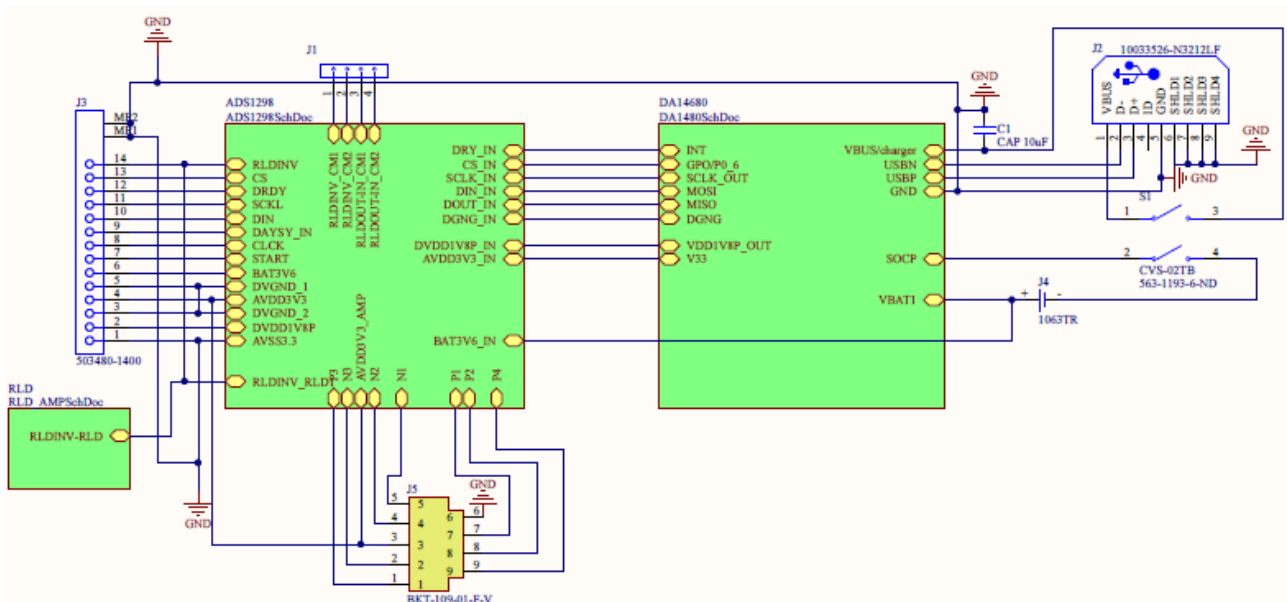 GND
J1
1
2
3
4
J3
MP2
MP1
14
13
12
11
10
9
8
7
6
5
4
3
2
1
503480-1400
ADS1298
ADS1298SchDoc
RLDINV
CS
DRDY
SCKL
DIN
DAYSY_IN
CLCK
START
BAT3V6
DVGND_1
AVDD3V3
DVGND_2
DVDD1V8P
AVSS3.3
RLDINV_RLD1
RLDINV_CM1
RLDINV_CM2
RLDOUT-IN_CM1
RLDOUT-IN_CM2
DRY_IN
CS_IN
SCLK_IN
DIN_IN
DOUT_IN
DGNG_IN
DVDD1V8P_IN
AVDD3V3_IN
BAT3V6_IN
P3
N3
AVDD3V3_AMP
N2
N1
P1
P2
P4
DA14680
DA1480SchDoc
INT
GPO/P0_6
SCLK_OUT
MOSI
MISO
DGNG
VDD1V8P_OUT
V33
VBUS/charger
USBN
USBP
GND
SOCP
VBAT1
GND
C1
CAP 10uF
J2
10033526-N3212LF
VBUS
D-
D+
ID
GND
SHLD1
SHLD2
SHLD3
SHLD4
1
2
3
4
5
6
7
8
9
GND
GND
S1
1
3
2
4
CVS-02TB
563-1193-6-ND
J4
+
-
1063TR
RLD
RLD_AMPSchDoc
RLDINV-RLD
GND
J5
GND
5
5
4
4
3
3
2
2
1
1
6
6
7
7
8
8
9
9
BKT-109-01-F-V